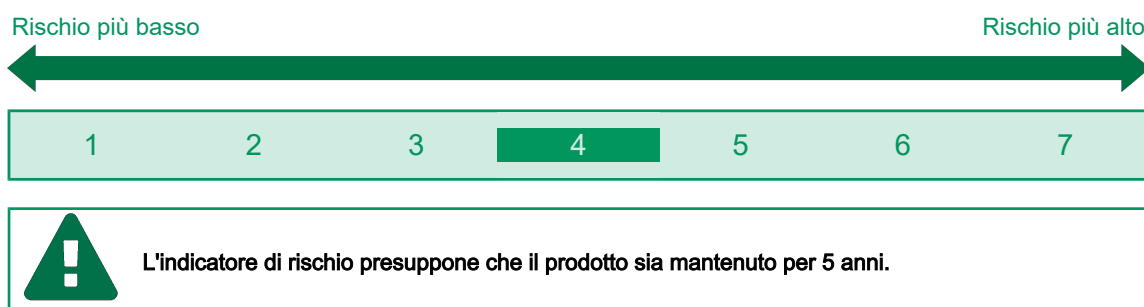 Rischio più basso Rischio più alto
1 2 3 4 5 6 7
L'indicatore di rischio presuppone che il prodotto sia mantenuto per 5 anni.